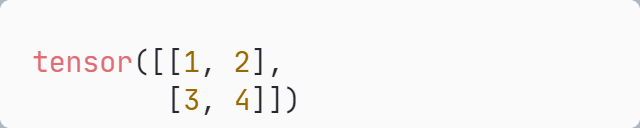 tensor([[1, 2],
        [3, 4]])